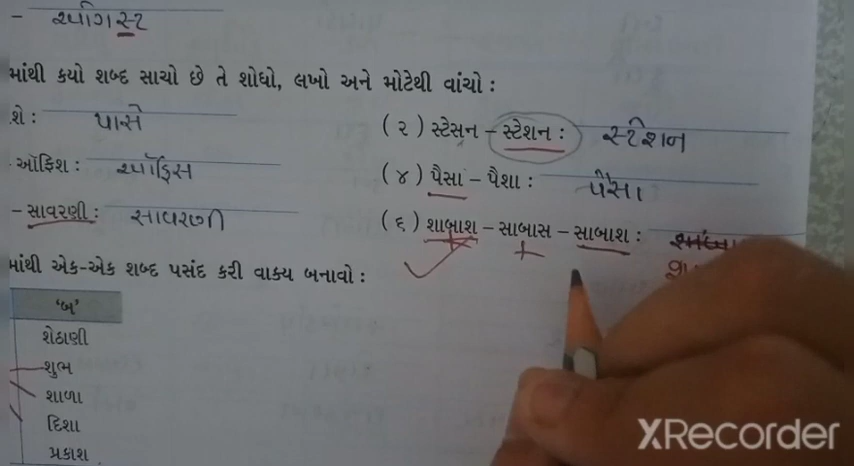 - ઑગસ્ટ
માંથી કયો શબ્દ સાચો છે તે શોધો, લખો અને મોટેથી વાંચો :
શે : પાસે
(૨) સ્ટેસન – સ્ટેશન : સ્ટેશન
ઑફિશ : ઑફિસ
(૪) પૈસા – પૈશા : પૈસા
– સાવરણી : સાવરણી
(૬) શાબાશ – સાબાસ – સાબાશ :
માંથી એક-એક શબ્દ પસંદ કરી વાક્ય બનાવો :
'બ'
શેઠાણી
શુભ
શાળા
દિશા
પ્રકાશ
XRecorder